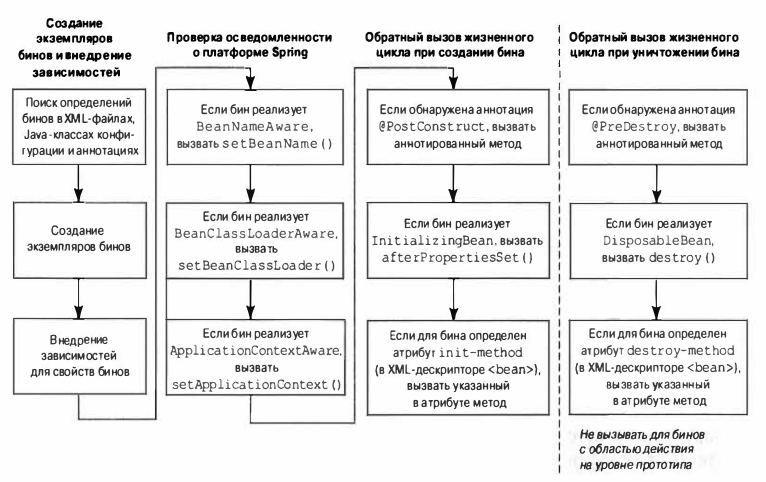 Создание
экземпляров
бинов и внедрение
зависимостей
Поиск определений
бинов в XML-файлах,
Java-классах конфи-
гурации и аннотациях
Создание
экземпляров бинов
Внедрение
зависимостей
для свойств бинов
Проверка осведомленности
о платформе Spring
Если бин реализует
BeanNameAware,
вызвать setBeanName()
Если бин реализует
BeanClassLoaderAware,
вызвать
setBeanClassLoader()
Если бин реализует
ApplicationContextAware,
вызвать
setApplicationContext()
Обратный вызов жизненного
цикла при создании бина
Если обнаружена аннотация
@PostConstruct, вызвать
аннотированный метод
Если бин реализует
InitializingBean, вызвать
afterPropertiesSet()
Если для бина определен
атрибут init-method
(в XML-дескрипторе <bean>),
вызвать указанный
в атрибуте метод
Обратный вызов жизненного
цикла при уничтожении бина
Если обнаружена аннотация
@PreDestroy, вызвать
аннотированный метод
Если бин реализует
DisposableBean,
вызвать destroy()
Если для бина определен
атрибут destroy-method
(в XML-дескрипторе <bean>),
вызвать указанный
в атрибуте метод
Не вызывать для бинов
с областью действия
на уровне прототипа